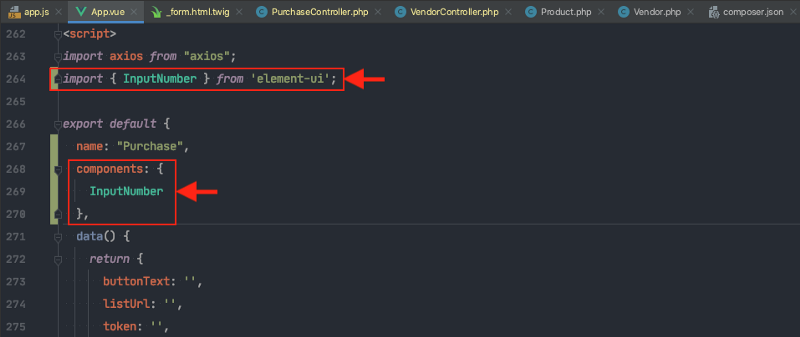 app.js App.vue _form.html.twig PurchaseController.php VendorController.php Product.php Vendor.php composer.json
262 <script>
263 import axios from "axios";
264 import { InputNumber } from 'element-ui';
265
266 export default {
267 name: "Purchase",
268 components: {
269 InputNumber
270 },
271 data() {
272 return {
273 buttonText: '',
274 listUrl: '',
275 token: '',